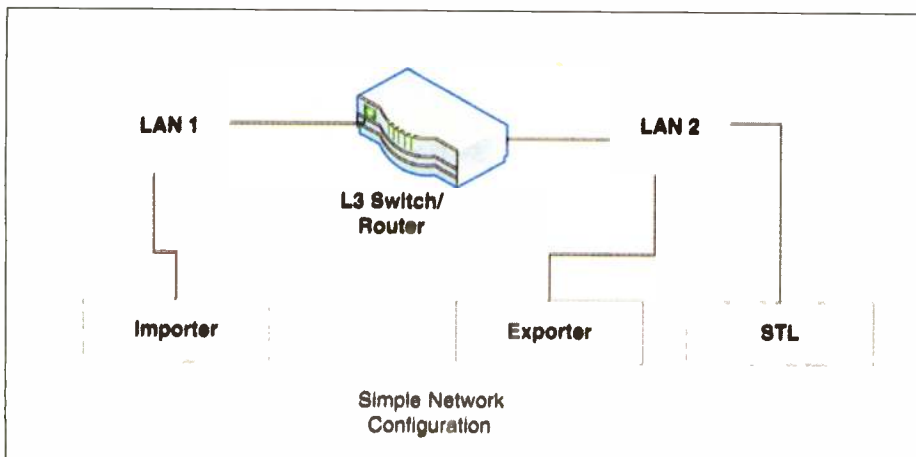 LAN 1
LAN 2
L3 Switch/
Router
Importer
Exporter
STL
Simple Network
Configuration